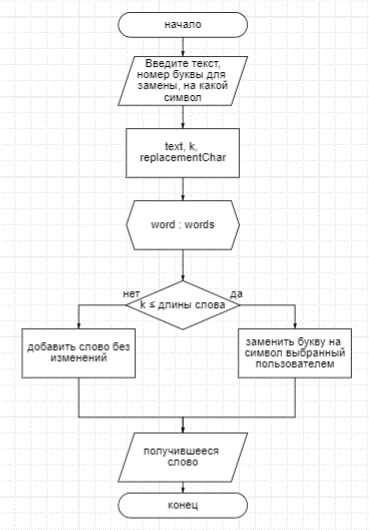 начало
Введите текст,
номер буквы для
замены, на какой
символ
text, k,
replacementChar
word : words
нет
k ≤ длины слова
да
добавить слово без
изменений
заменить букву на
символ выбранный
пользователем
получившееся
слово
конец